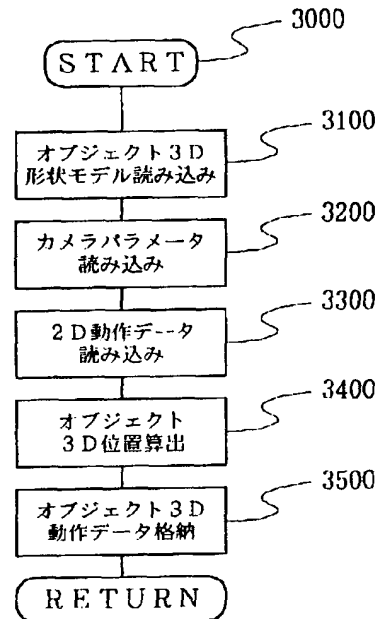 3000
START
3100
オブジェクト3D
形状モデル読み込み
3200
カメラパラメータ
読み込み
3300
2D動作データ
読み込み
3400
オブジェクト
3D位置算出
3500
オブジェクト3D
動作データ格納
RETURN